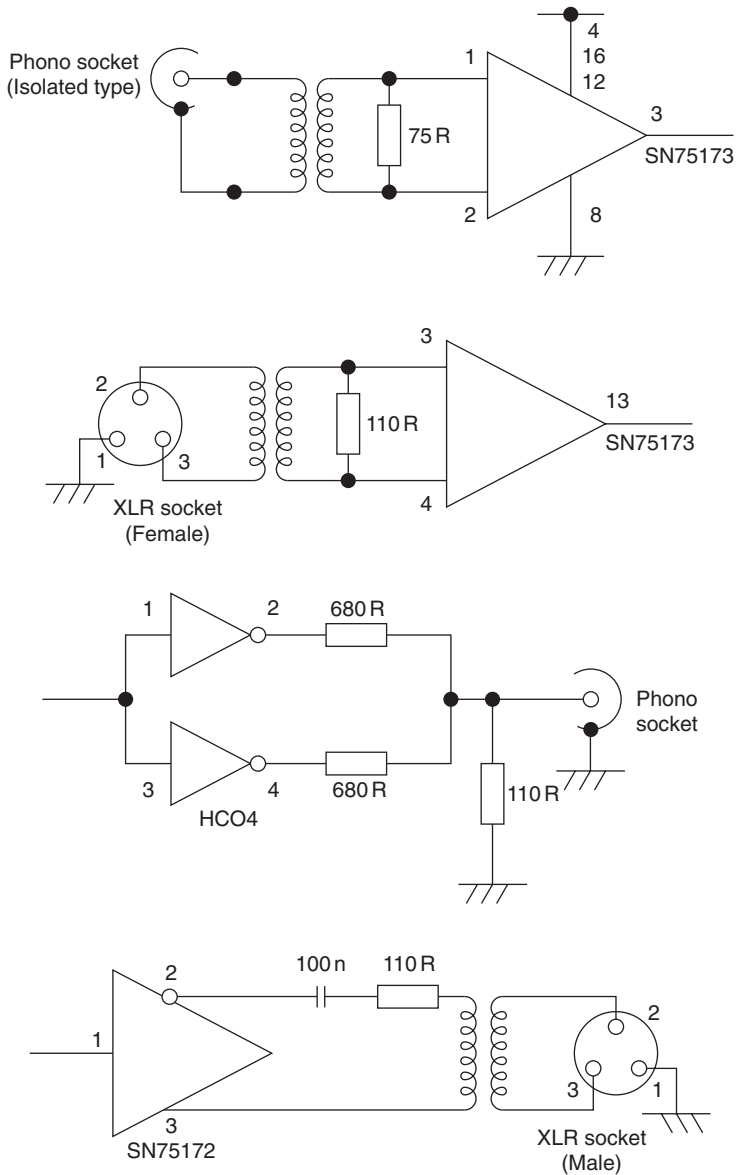 Phono socket
(Isolated type)
1
2
75 R
4
16
12
3
SN75173
8
2
1
3
XLR socket
(Female)
110 R
3
4
13
SN75173
1
2
680 R
3
4
680 R
HCO4
110 R
Phono
socket
1
2
3
SN75172
100 n
110 R
2
3
1
XLR socket
(Male)